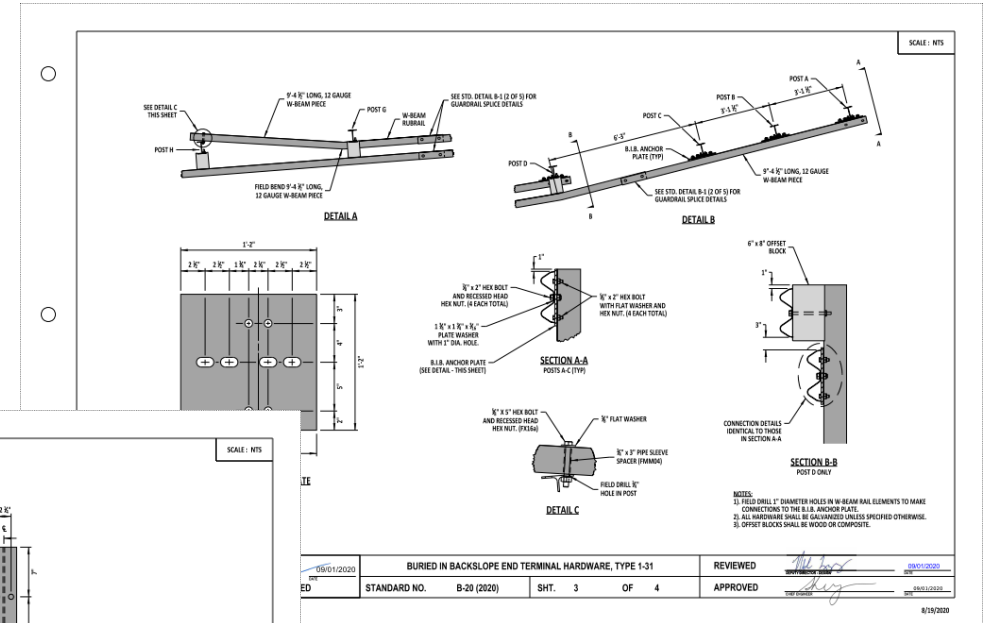 SCALE : NTS
SEE DETAIL C
THIS SHEET
9'-4 ½" LONG, 12 GAUGE
W-BEAM PIECE
POST G
W-BEAM
RUBRAIL
SEE STD. DETAIL B-1 (2 OF 5) FOR
GUARDRAIL SPLICE DETAILS
POST H
FIELD BEND 9'-4 ½" LONG,
12 GAUGE W-BEAM PIECE
DETAIL A
A
POST A
3'-1 ½"
POST B
3'-1 ½"
POST C
6'-3"
B
B.I.B. ANCHOR
PLATE (TYP)
A
POST D
9"-4 ½" LONG, 12 GAUGE
W-BEAM PIECE
SEE STD. DETAIL B-1 (2 OF 5) FOR
GUARDRAIL SPLICE DETAILS
B
DETAIL B
1'-2"
3"
4"
1'-2"
5"
2"
1"
" x 2" HEX BOLT
AND RECESSED HEAD
HEX NUT. (4 EACH TOTAL)
" x 2" HEX BOLT
WITH FLAT WASHER AND
HEX NUT. (4 EACH TOTAL)
PLATE WASHER
WITH 1" DIA. HOLE.
B.I.B. ANCHOR PLATE
(SEE DETAIL - THIS SHEET)
SECTION A-A
POSTS A-C (TYP)
6" x 8" OFFSET
BLOCK
1"
3"
CONNECTION DETAILS
IDENTICAL TO THOSE
IN SECTION A-A
SECTION B-B
POST D ONLY
" X 5" HEX BOLT
AND RECESSED HEAD
HEX NUT. (FX16a)
FLAT WASHER
" x 3" PIPE SLEEVE
SPACER (FMM04)
FIELD DRILL
HOLE IN POST
DETAIL C
NOTES:
1). FIELD DRILL 1" DIAMETER HOLES IN W-BEAM RAIL ELEMENTS TO MAKE
CONNECTIONS TO THE B.I.B. ANCHOR PLATE.
2). ALL HARDWARE SHALL BE GALVANIZED UNLESS SPECIFIED OTHERWISE.
3). OFFSET BLOCKS SHALL BE WOOD OR COMPOSITE.
SCALE : NTS
7"
ATE
09/01/2020
DATE
ED
BURIED IN BACKSLOPE END TERMINAL HARDWARE, TYPE 1-31
STANDARD NO. B-20 (2020) SHT. 3 OF 4
REVIEWED
DEPUTY DIRECTOR - DESIGN
09/01/2020
DATE
APPROVED
CHIEF ENGINEER
09/01/2020
DATE
8/19/2020